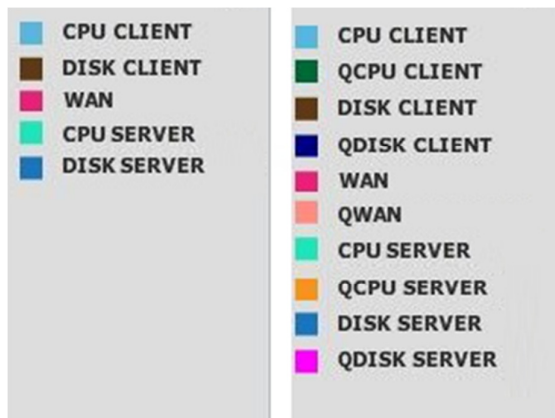 CPU CLIENT
DISK CLIENT
WAN
CPU SERVER
DISK SERVER
CPU CLIENT
QCPU CLIENT
DISK CLIENT
QDISK CLIENT
WAN
QWAN
CPU SERVER
QCPU SERVER
DISK SERVER
QDISK SERVER